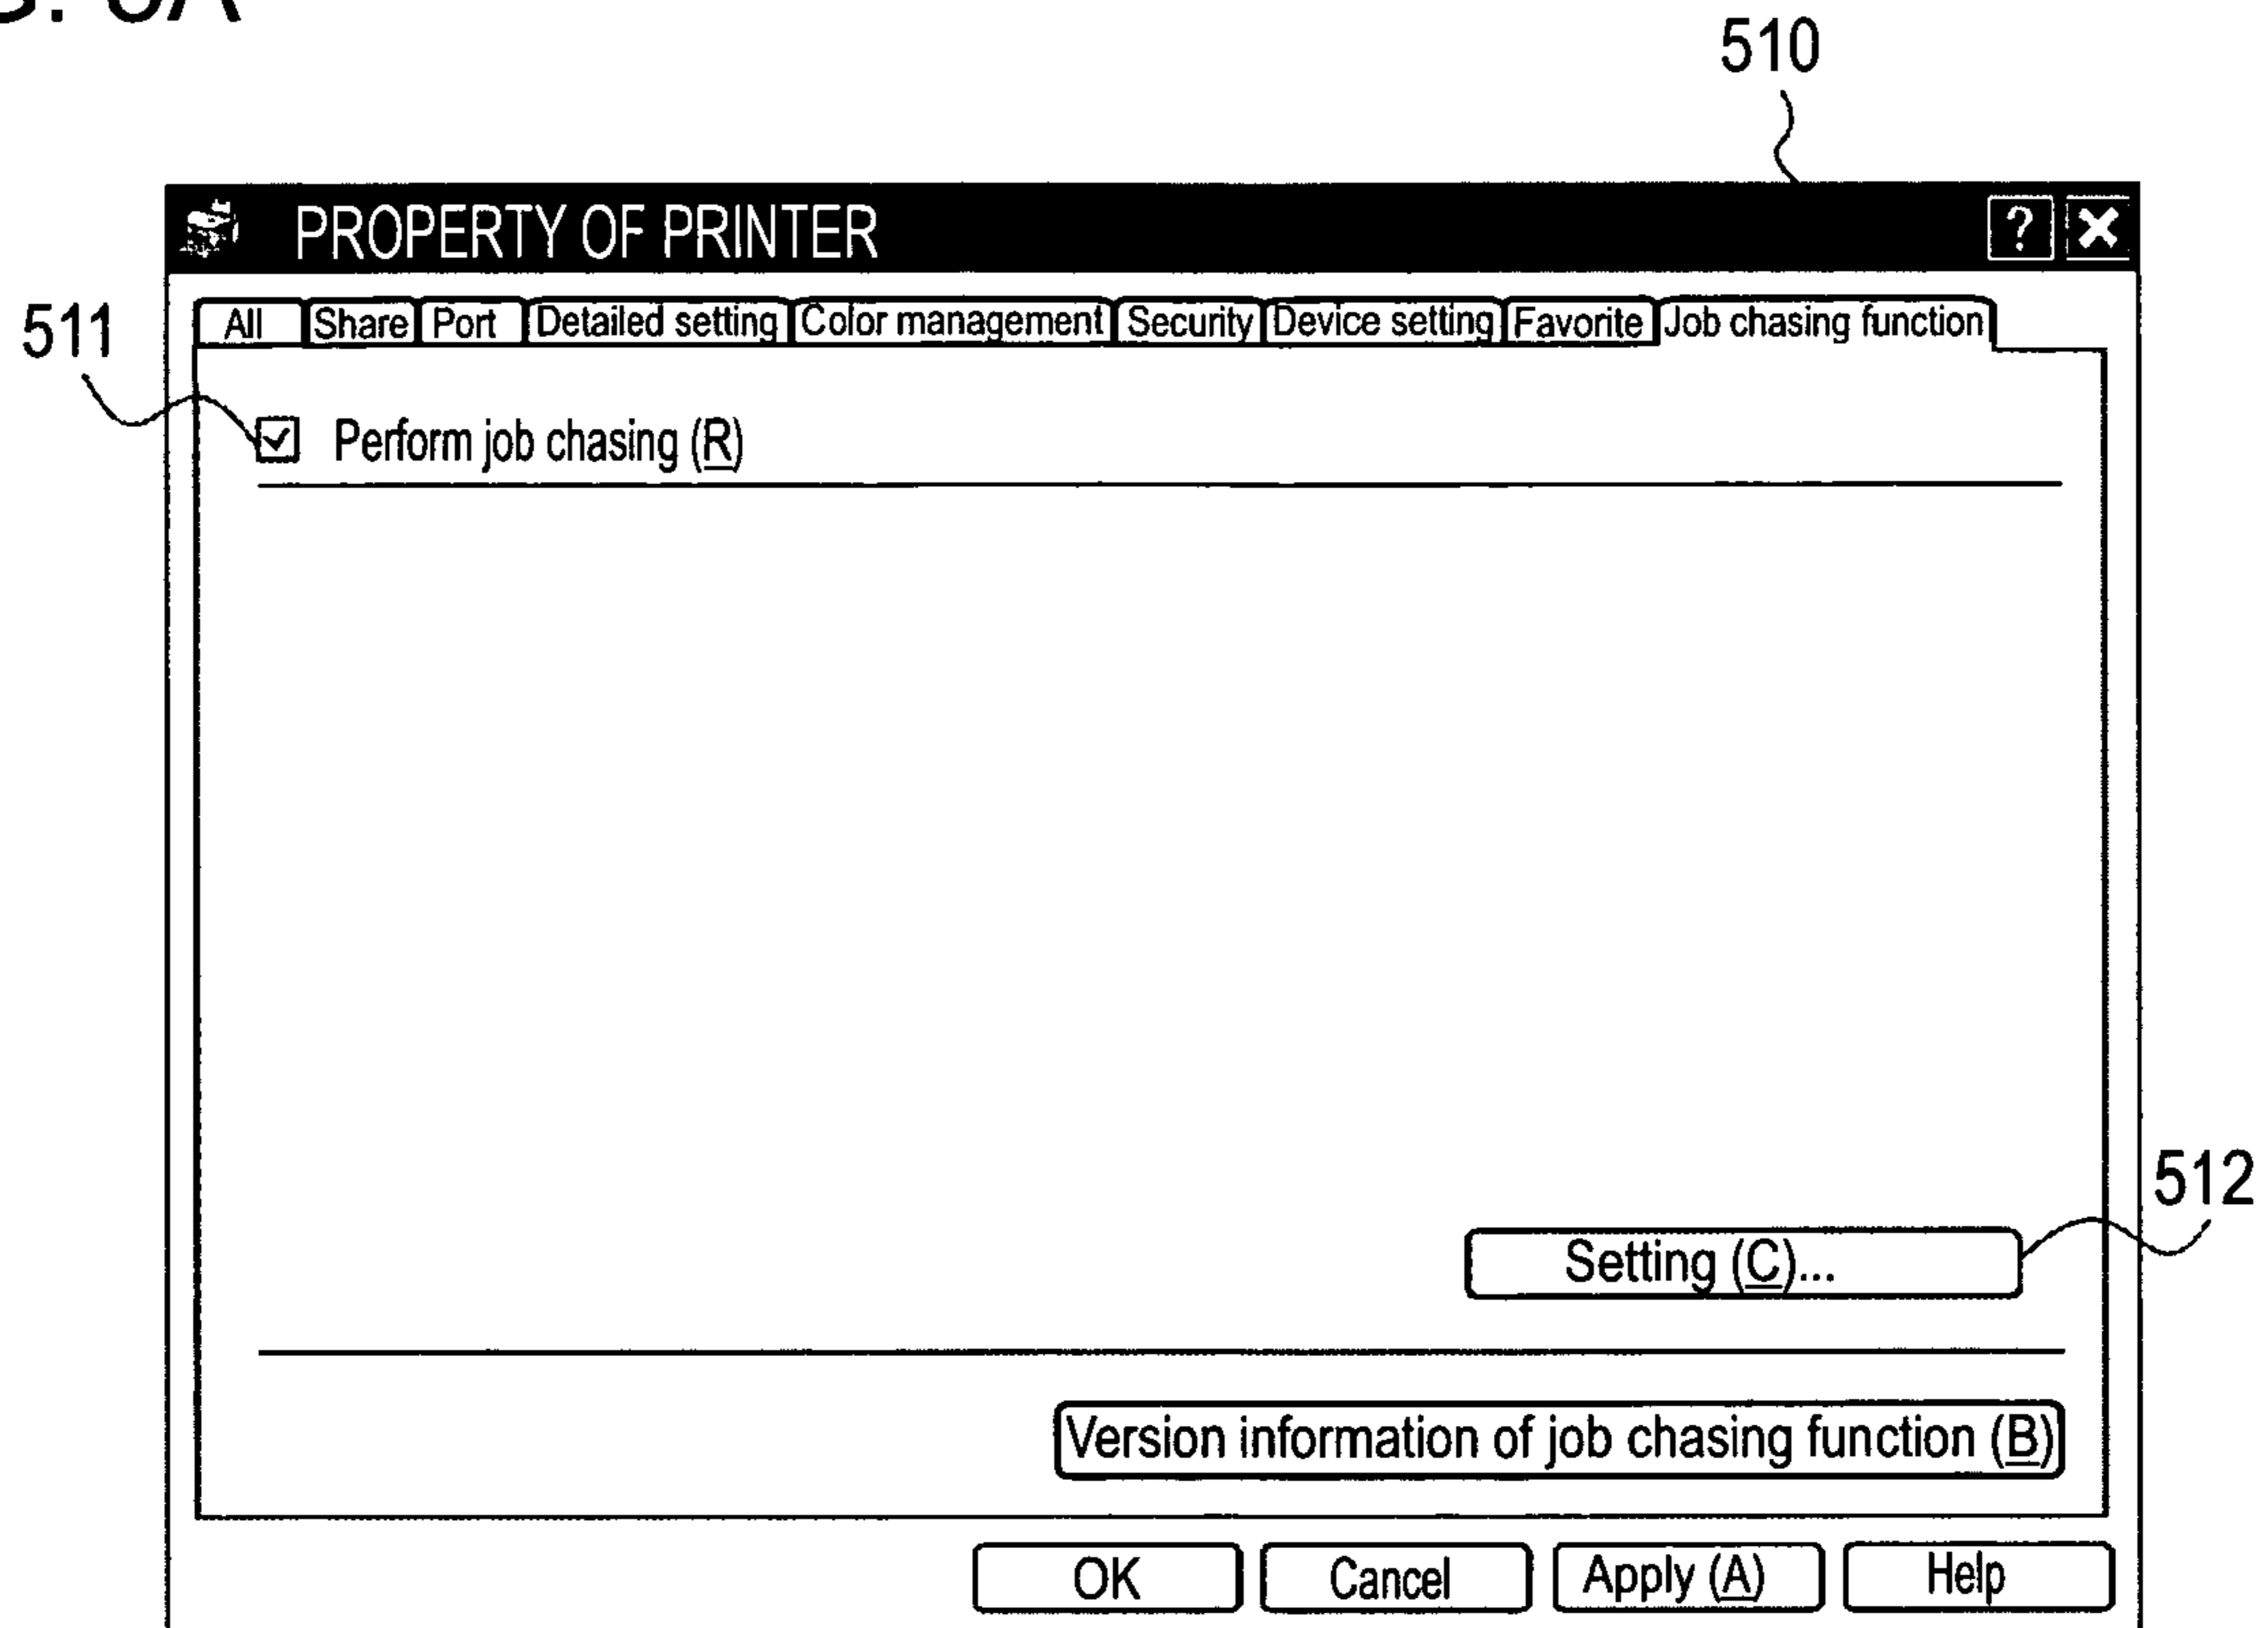 510
PROPERTY OF PRINTER ? ×
511
All Share Port Detailed setting Color management Security Device setting Favorite Job chasing function
Perform job chasing (R)
512
Setting (C)...
Version information of job chasing function (B)
OK Cancel Apply (A) Help